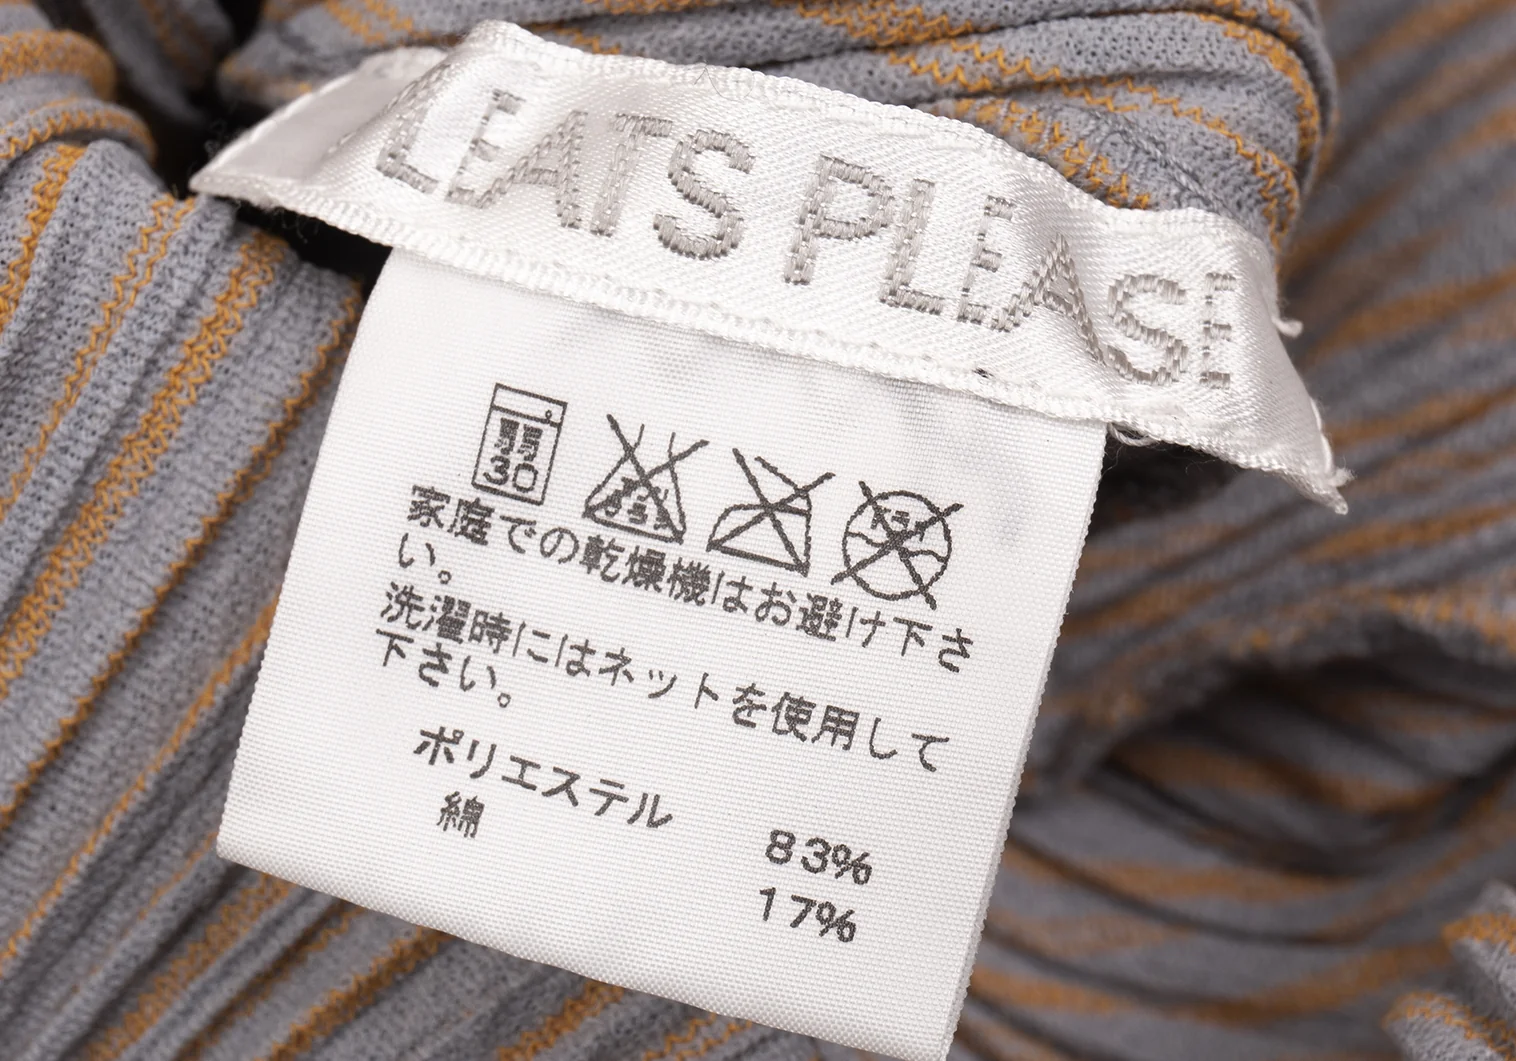 LEATS PLEASE
弱
30
家庭での乾燥機はお避け下さ
い。
洗濯時にはネットを使用して
下さい。
ポリエステル 83%
綿 17%